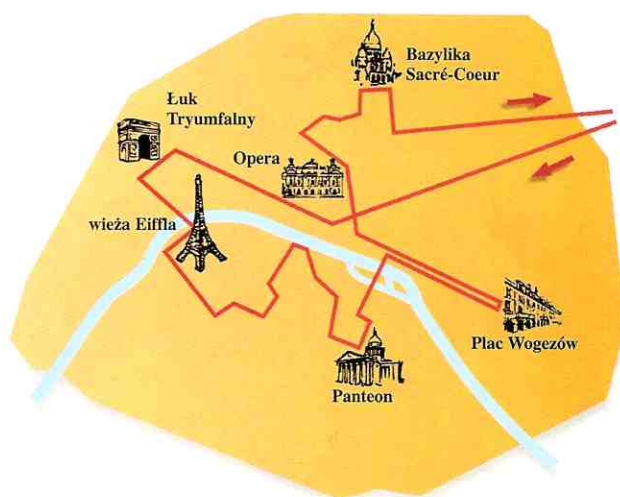 Bazylika
Sacré-Coeur
Łuk
Tryumfalny
Opera
wieża Eiffla
Plac Wogezów
Panteon